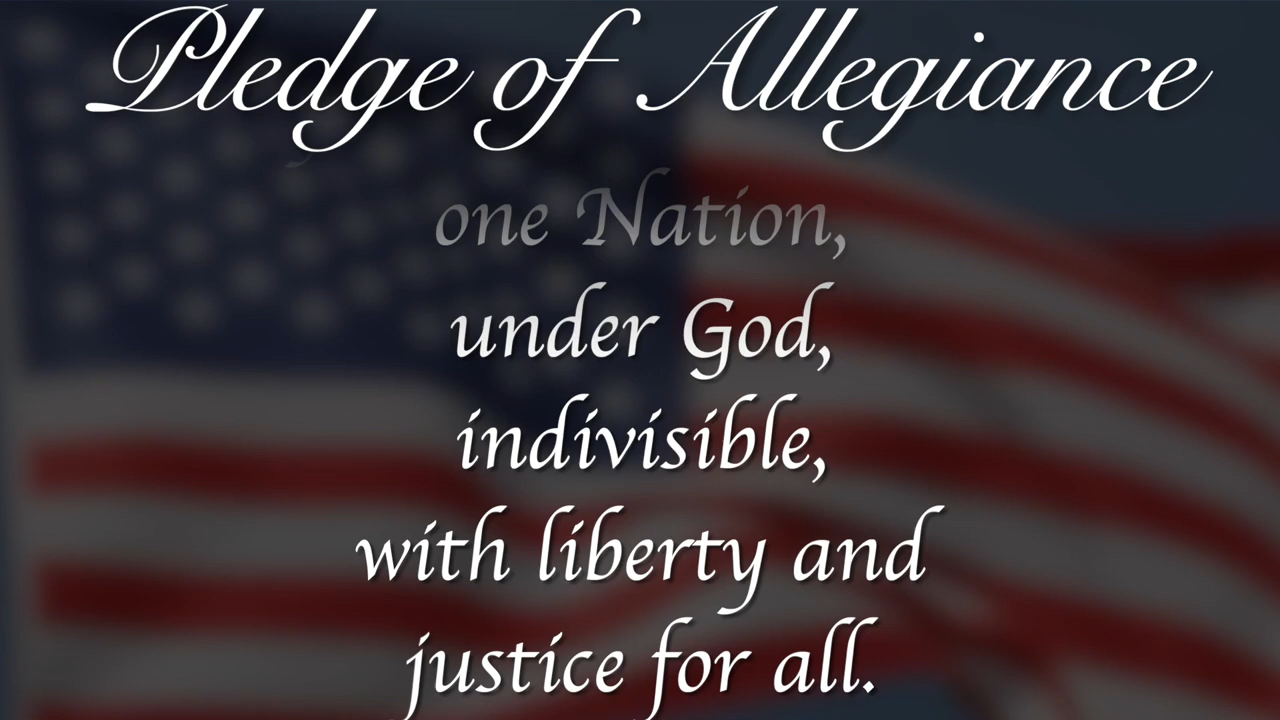 Pledge of Allegiance
one Nation,
under God,
indivisible,
with liberty and
justice for all.